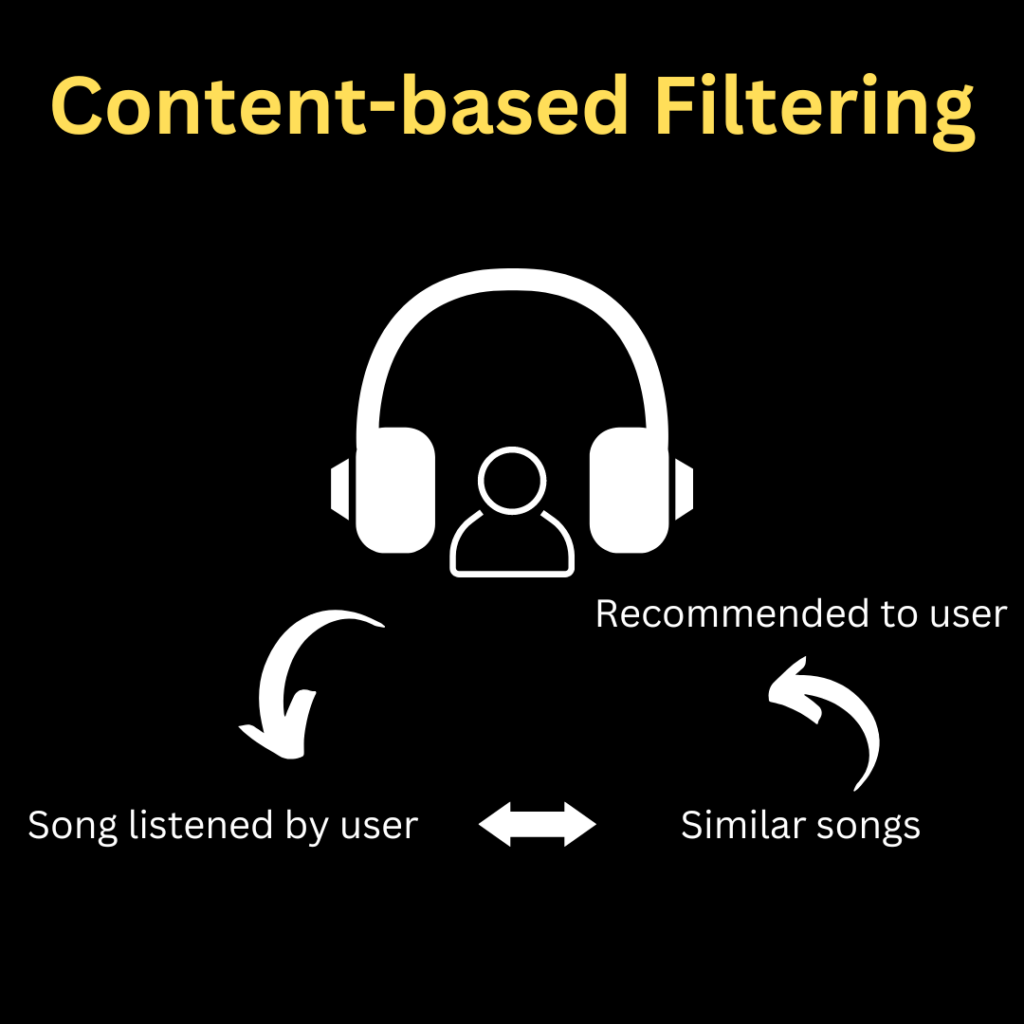 Content-based Filtering
Recommended to user
Song listened by user
Similar songs